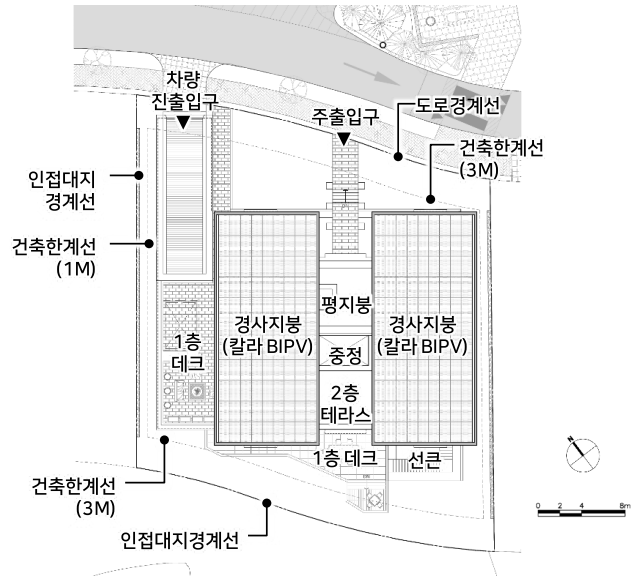 차량
진출입구
주출입구
도로경계선
건축한계선
(3M)
인접대지
경계선
건축한계선
(1M)
경사지붕
(칼라 BIPV)
평지붕
경사지붕
(칼라 BIPV)
1층
데크
중정
2층
테라스
1층 데크
선큰
건축한계선
(3M)
인접대지경계선
N
0 2 4 8m